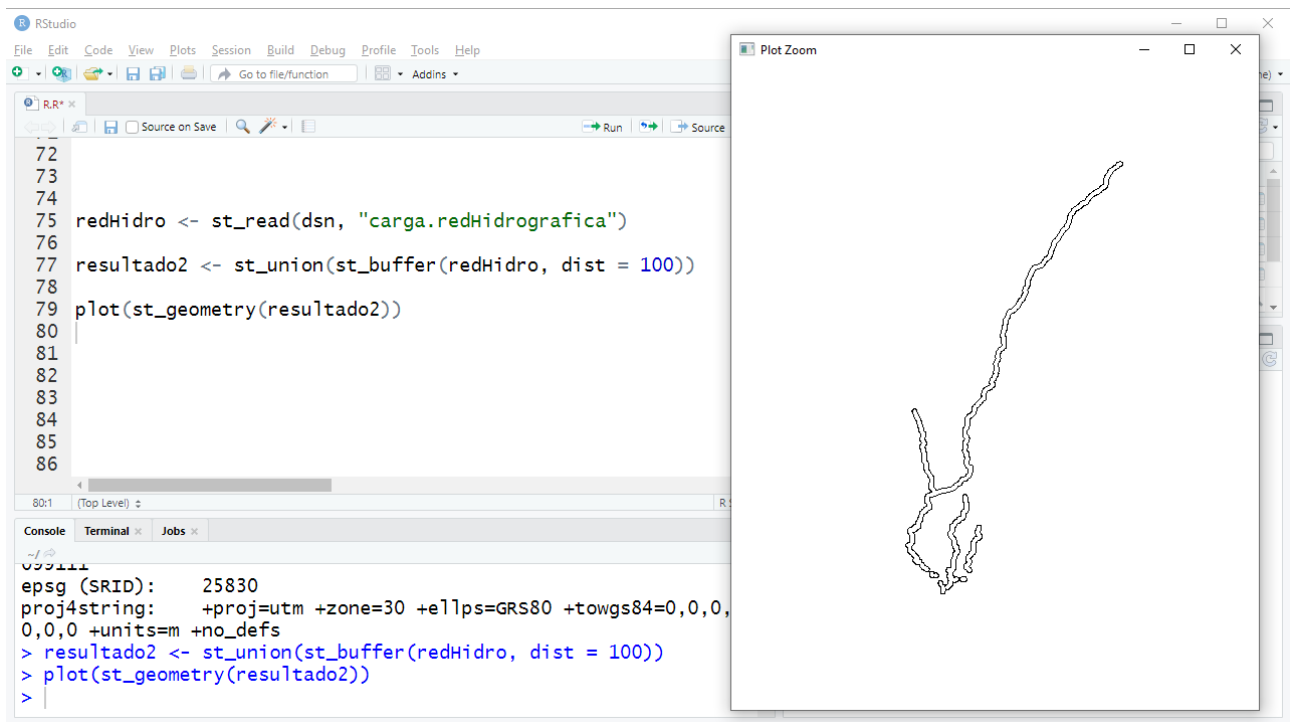 RStudio
File Edit Code View Plots Session Build Debug Profile Tools Help
Go to file/function Addins
R.R*
Source on Save Run Source
72
73
74
75 redHidro <- st_read(dsn, "carga.redHidrografica")
76
77 resultado2 <- st_union(st_buffer(redHidro, dist = 100))
78
79 plot(st_geometry(resultado2))
80
81
82
83
84
85
86
80:1 (Top Level) R
Console Terminal Jobs
~/
epsg (SRID): 25830
proj4string: +proj=utm +zone=30 +ellps=GRS80 +towgs84=0,0,0,
0,0,0 +units=m +no_defs
> resultado2 <- st_union(st_buffer(redHidro, dist = 100))
> plot(st_geometry(resultado2))
>
Plot Zoom